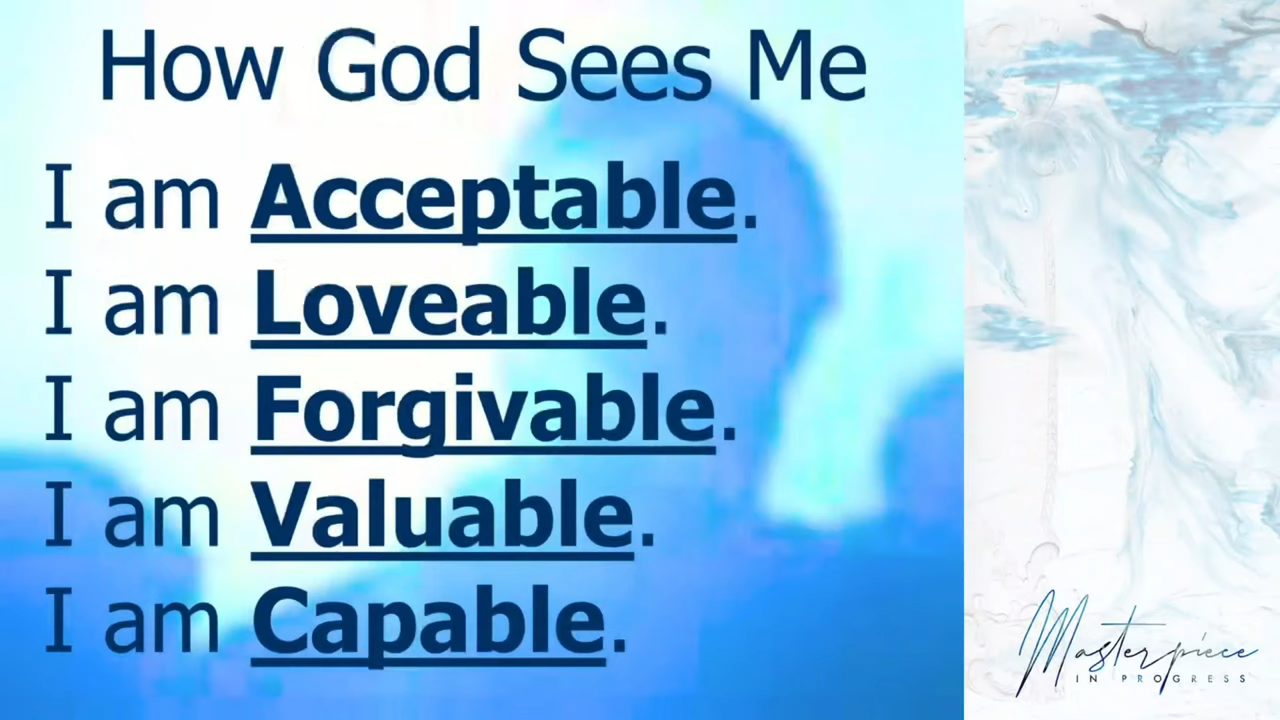 How God Sees Me
I am Acceptable.
I am Loveable.
I am Forgivable.
I am Valuable.
I am Capable.
Masterpiece
IN PROGRESS